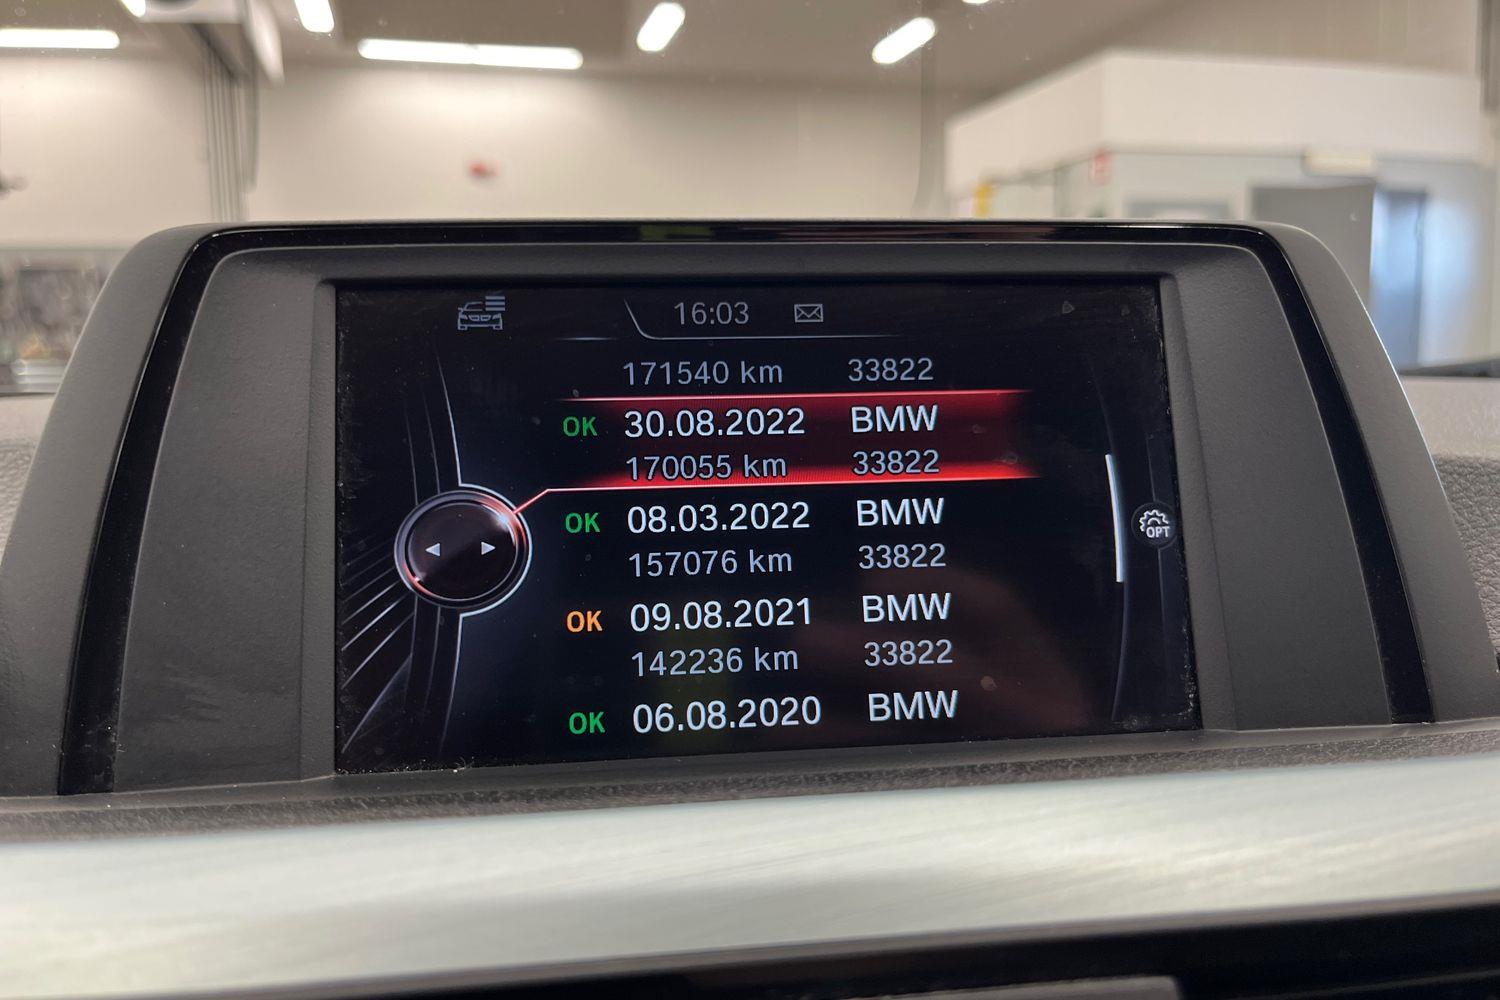 16:03
171540 km 33822
OK 30.08.2022 BMW
170055 km 33822
OK 08.03.2022 BMW
157076 km 33822
OK 09.08.2021 BMW
142236 km 33822
OK 06.08.2020 BMW
OPT